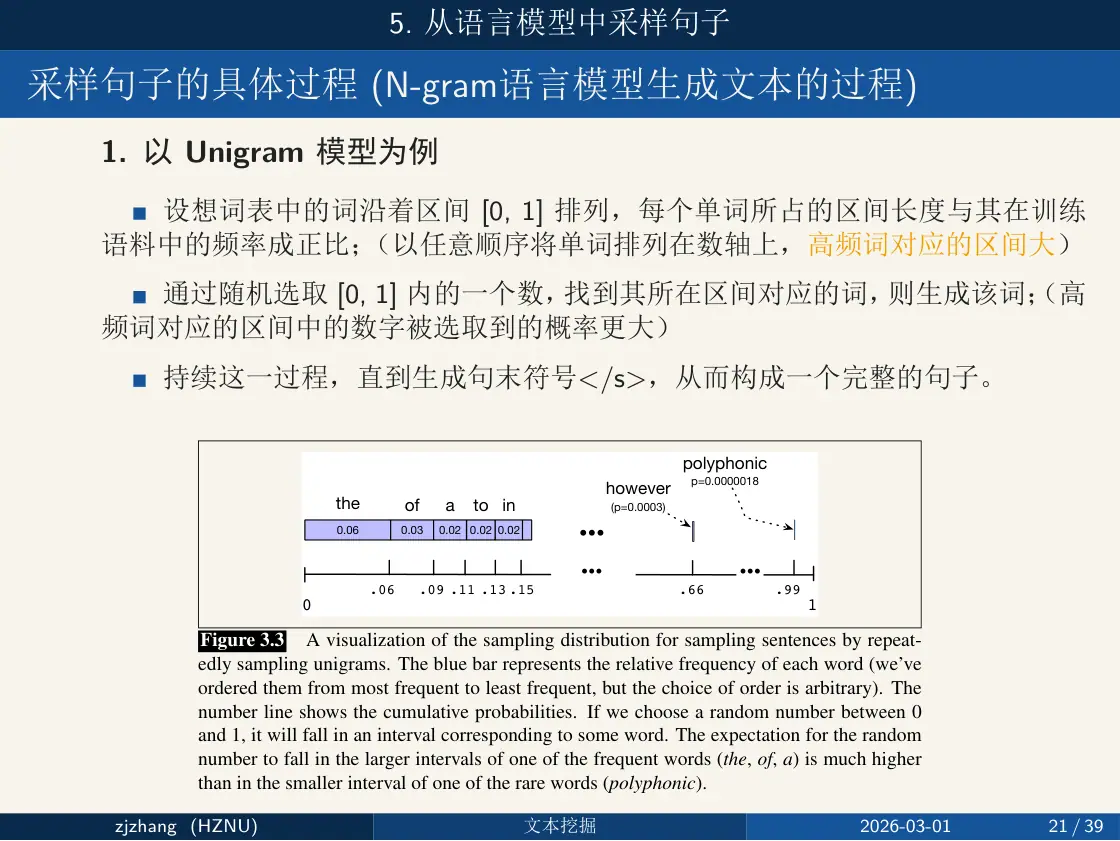 5. 从语言模型中采样句子
采样句子的具体过程 (N-gram语言模型生成文本的过程)
1. 以 Unigram 模型为例
设想词表中的词沿着区间 [0, 1] 排列，每个单词所占的区间长度与其在训练
语料中的频率成正比；（以任意顺序将单词排列在数轴上，高频词对应的区间大）
通过随机选取 [0, 1] 内的一个数，找到其所在区间对应的词，则生成该词；（高
频词对应的区间中的数字被选取到的概率更大）
持续这一过程，直到生成句末符号</s>，从而构成一个完整的句子。
polyphonic
p=0.0000018
however
(p=0.0003)
the of a to in
0.06 0.03 0.02 0.02 0.02
•••
••• •••
.06 .09 .11 .13 .15 .66 .99
0 1
Figure 3.3 A visualization of the sampling distribution for sampling sentences by repeat-
edly sampling unigrams. The blue bar represents the relative frequency of each word (we've
ordered them from most frequent to least frequent, but the choice of order is arbitrary). The
number line shows the cumulative probabilities. If we choose a random number between 0
and 1, it will fall in an interval corresponding to some word. The expectation for the random
number to fall in the larger intervals of one of the frequent words (the, of, a) is much higher
than in the smaller interval of one of the rare words (polyphonic).
zjzhang (HZNU) 文本挖掘 2026-03-01 21 / 39